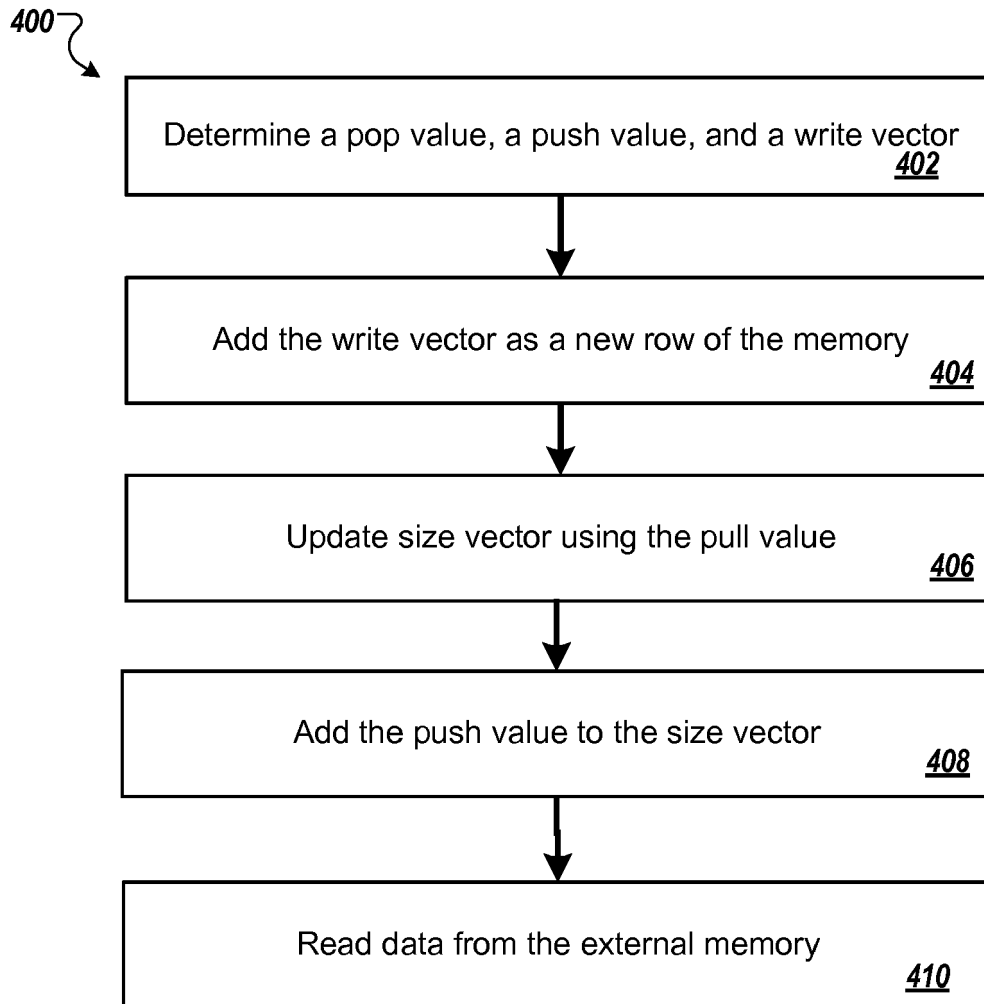 400
Determine a pop value, a push value, and a write vector
402
Add the write vector as a new row of the memory
404
Update size vector using the pull value
406
Add the push value to the size vector
408
Read data from the external memory
410